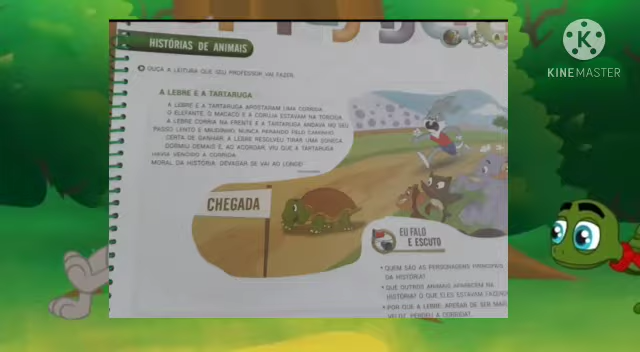 HISTÓRIAS DE ANIMAIS
OUÇA A LEITURA QUE SEU PROFESSOR VAI FAZER.
A LEBRE E A TARTARUGA
A LEBRE E A TARTARUGA APOSTARAM UMA CORRIDA.
O ELEFANTE, O MACACO E A CORUJA ESTAVAM NA TORCIDA.
A LEBRE CORRIA NA FRENTE E A TARTARUGA ANDAVA NO SEU
PASSO LENTO E MIUDINHO, NUNCA PARANDO PELO CAMINHO.
CERTA DE GANHAR, A LEBRE RESOLVEU TIRAR UMA SONECA.
DORMIU DEMAIS E, AO ACORDAR, VIU QUE A TARTARUGA
HAVIA VENCIDO A CORRIDA.
MORAL DA HISTÓRIA: DEVAGAR SE VAI AO LONGE!
CHEGADA
EU FALO
E ESCUTO
• QUEM SÃO AS PERSONAGENS PRINCIPAIS
DA HISTÓRIA?
• QUE OUTROS ANIMAIS APARECEM NA
HISTÓRIA? O QUE ELES ESTAVAM FAZENDO
• POR QUE A LEBRE, APESAR DE SER MAIS
VELOZ, PERDEU A CORRIDA?
K
KINEMASTER